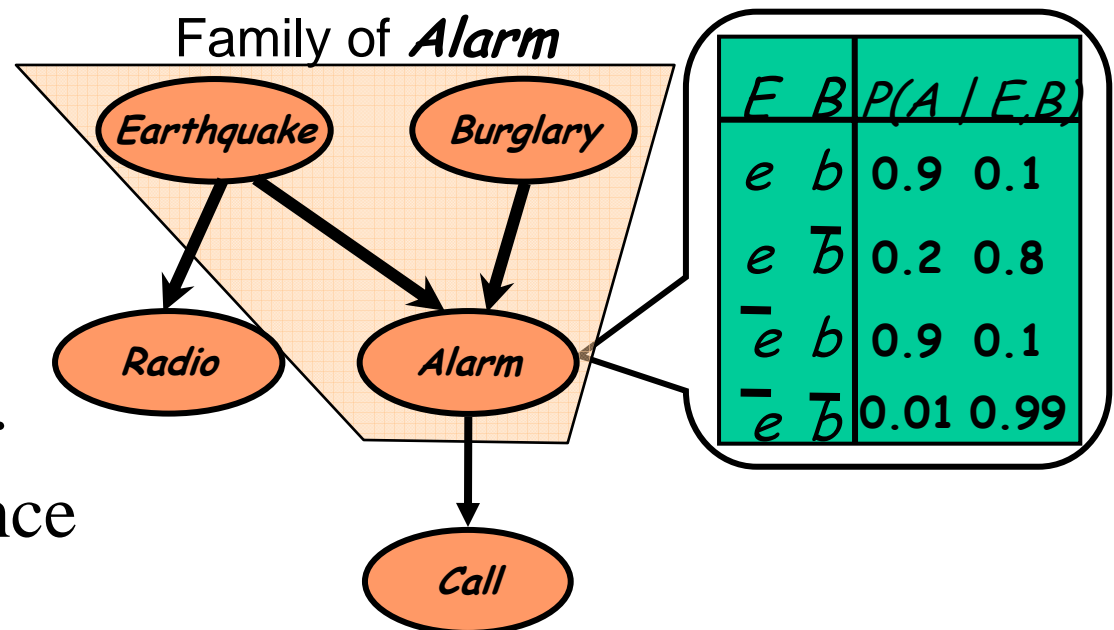 Family of Alarm
Earthquake
Burglary
Radio
Alarm
.
nce
Call
E B P(A | E,B)
e b 0.9 0.1
e b̅ 0.2 0.8
e̅ b 0.9 0.1
e̅ b̅ 0.01 0.99